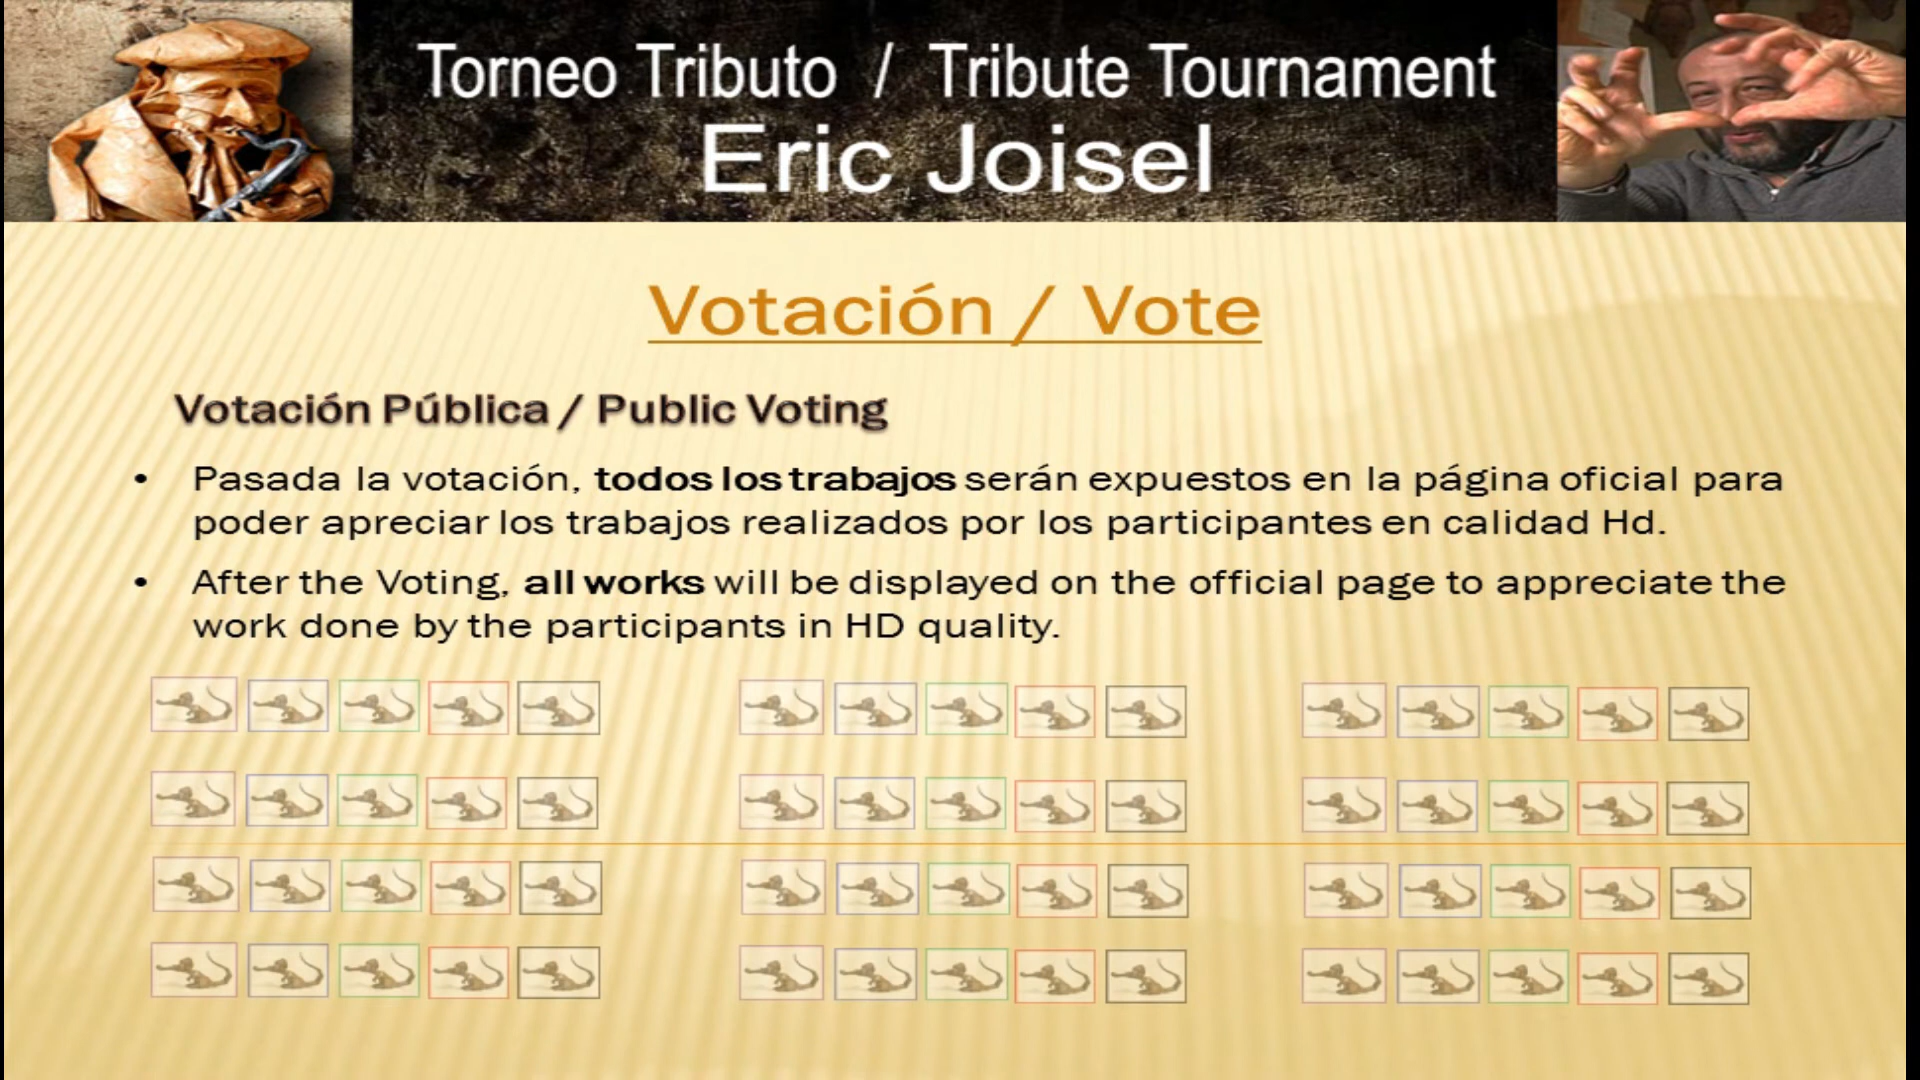 Torneo Tributo / Tribute Tournament
Eric Joisel
Votación / Vote
Votación Pública / Public Voting
• Pasada la votación, todos los trabajos serán expuestos en la página oficial para
poder apreciar los trabajos realizados por los participantes en calidad Hd.
• After the Voting, all works will be displayed on the official page to appreciate the
work done by the participants in HD quality.